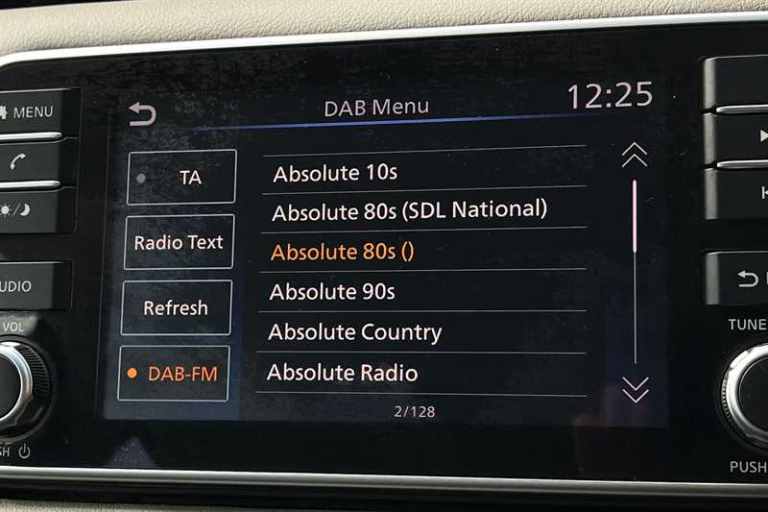 DAB Menu
12:25
MENU
TA
Radio Text
Refresh
DAB-FM
Absolute 10s
Absolute 80s (SDL National)
Absolute 80s ()
Absolute 90s
Absolute Country
Absolute Radio
2/128
VOL
TUNE
PUSH